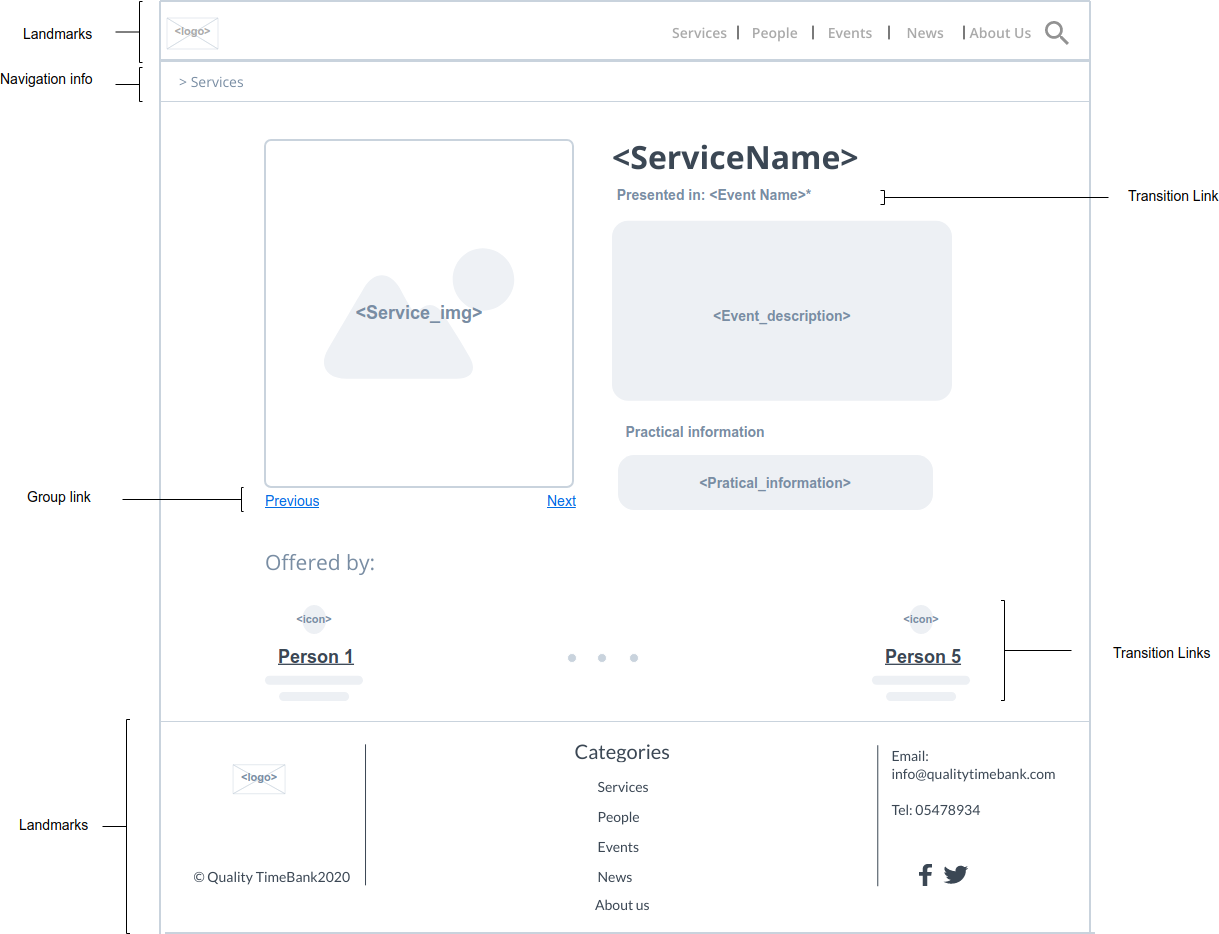 Landmarks
<logo>
Services | People | Events | News | About Us
Navigation info
> Services
<ServiceName>
Presented in: <Event Name>*
Transition Link
<Service_img>
<Event_description>
Practical information
<Pratical_information>
Group link
Previous
Next
Offered by:
<icon>
<icon>
Person 1
Person 5
Transition Links
Landmarks
<logo>
© Quality TimeBank2020
Categories
Services
People
Events
News
About us
Email:
info@qualitytimebank.com
Tel: 05478934